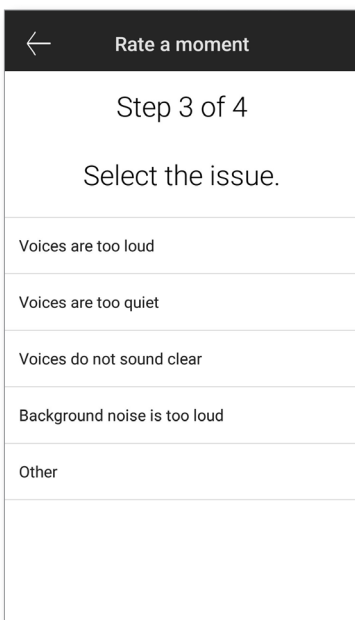 Rate a moment
Step 3 of 4
Select the issue.
Voices are too loud
Voices are too quiet
Voices do not sound clear
Background noise is too loud
Other